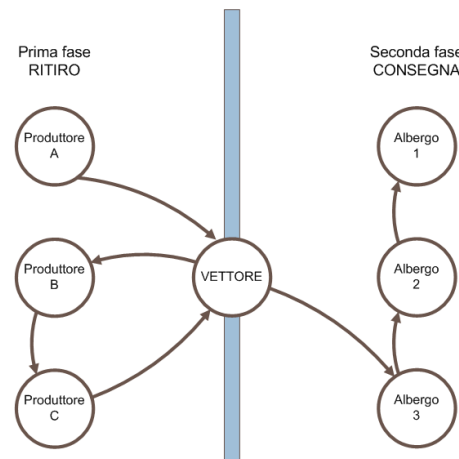 Prima fase
RITIRO
Seconda fase
CONSEGNA
Produttore
A
Albergo
1
Produttore
B
VETTORE
Albergo
2
Produttore
C
Albergo
3